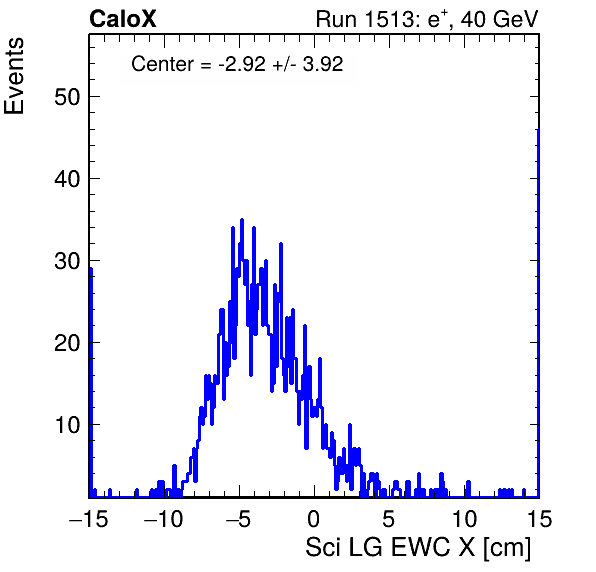 CaloX Run 1513: e⁺, 40 GeV
Center = -2.92 +/- 3.92
Events
50
40
30
20
10
−15 −10 −5 0 5 10 15
Sci LG EWC X [cm]